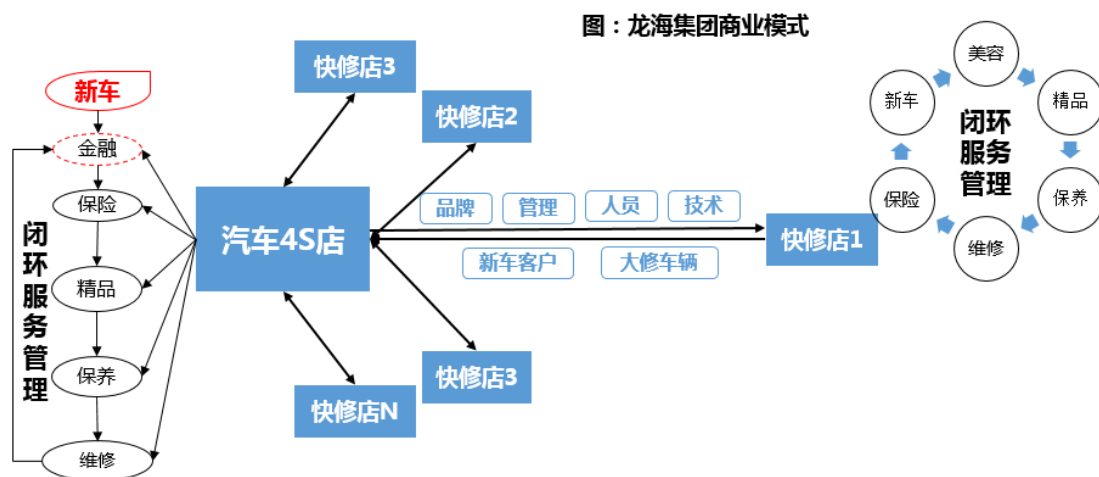 图：龙海集团商业模式
新车
金融
保险
精品
保养
维修
闭环服务管理
汽车4S店
快修店3
快修店2
品牌
管理
人员
技术
新车客户
大修车辆
快修店1
快修店3
快修店N
美容
精品
保养
维修
保险
新车
闭环
服务
管理